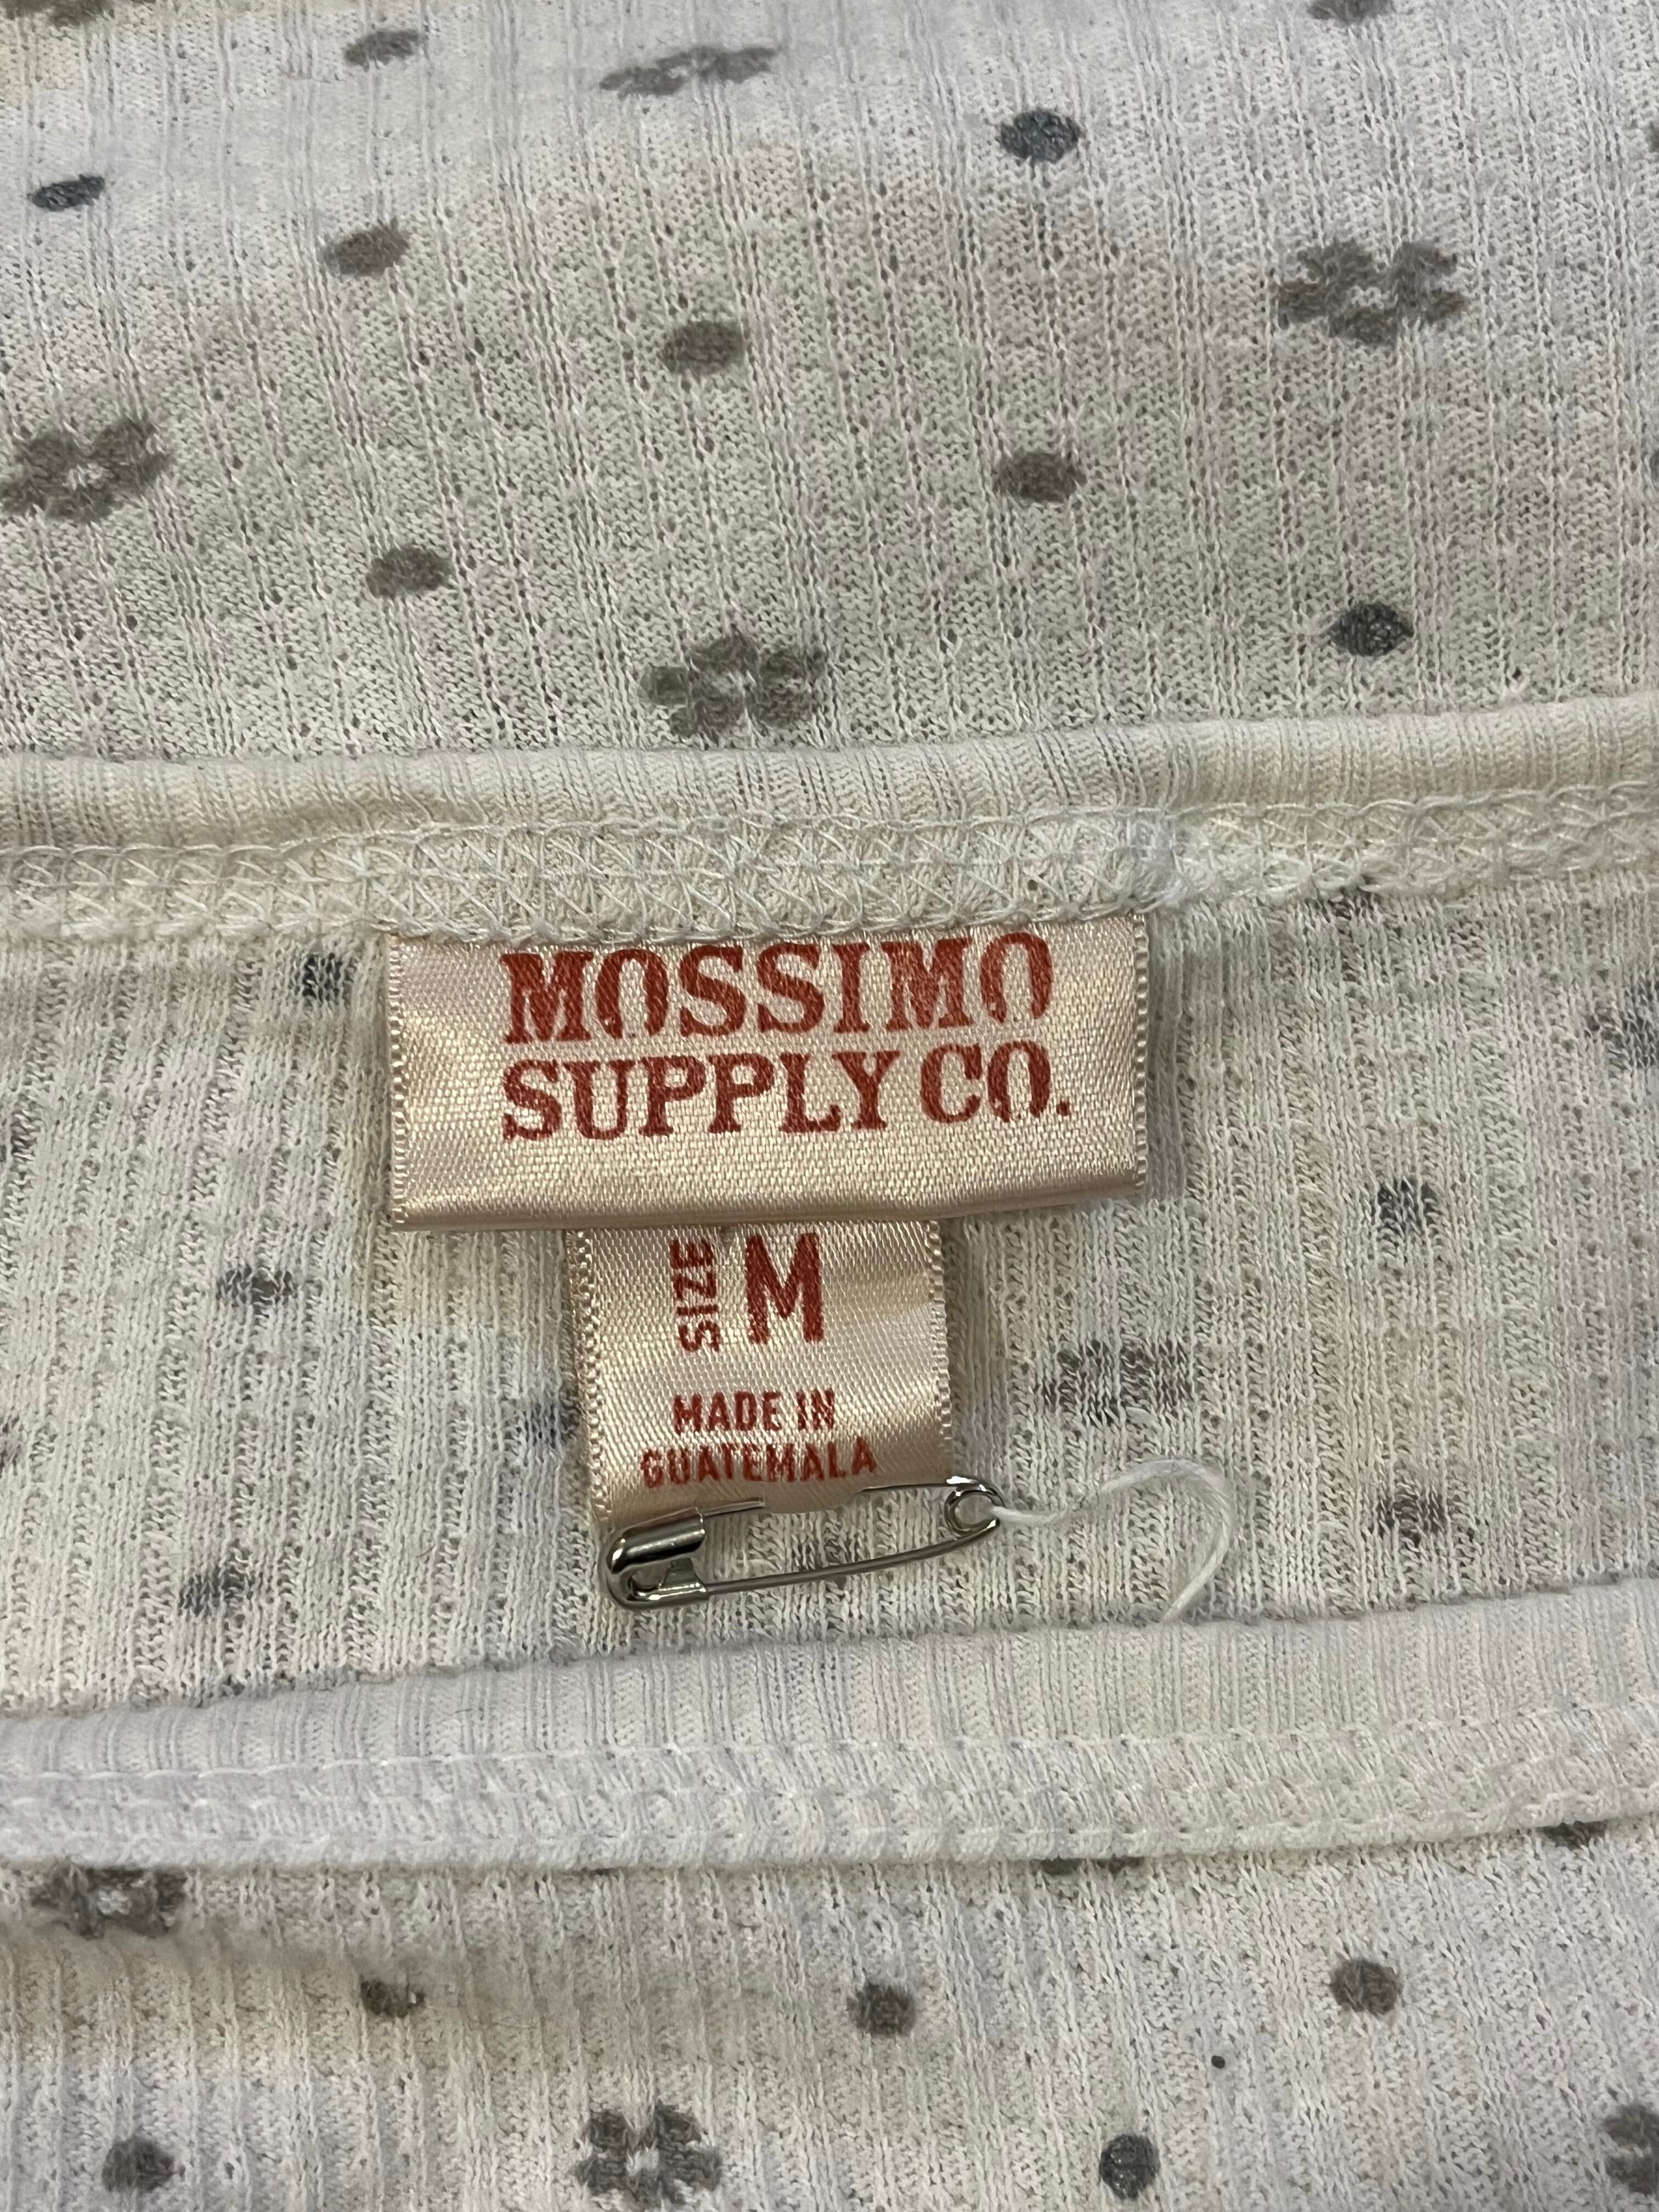 MOSSIMO
SUPPLY CO.
SIZE M
MADE IN
GUATEMALA